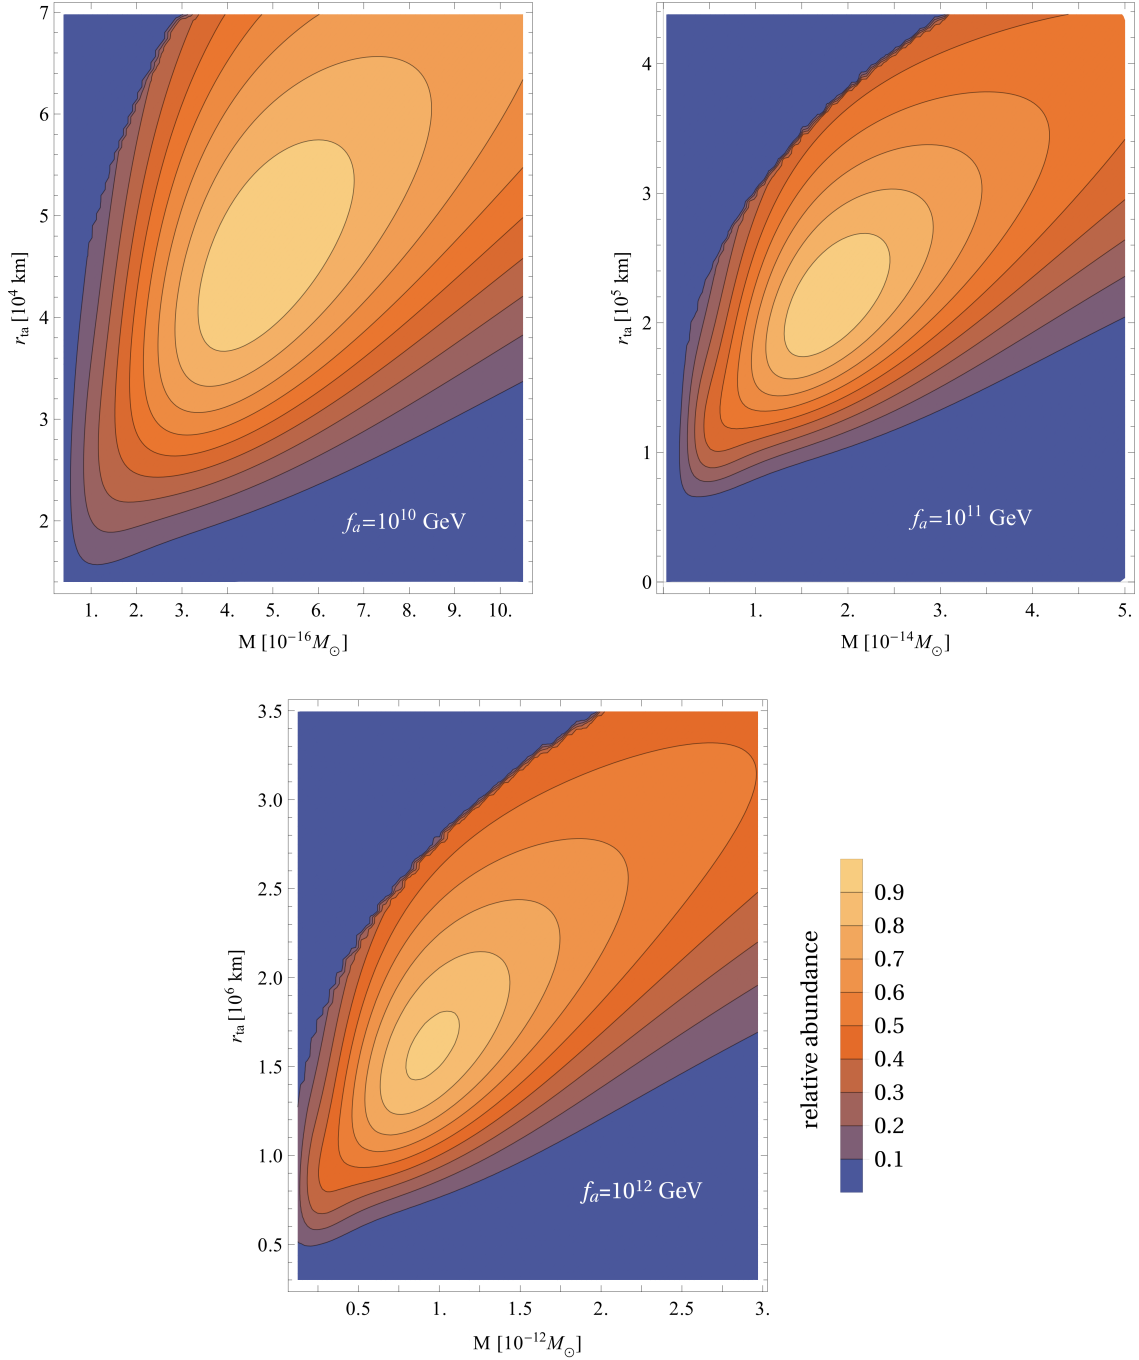 7
6
5
4
3
2
r_ta [10^4 km]
f_a=10^10 GeV
1. 2. 3. 4. 5. 6. 7. 8. 9. 10.
M [10^−16 M_⊙]
4
3
2
1
0
r_ta [10^5 km]
f_a=10^11 GeV
1. 2. 3. 4. 5.
M [10^−14 M_⊙]
3.5
3.0
2.5
2.0
1.5
1.0
0.5
r_ta [10^6 km]
f_a=10^12 GeV
0.5 1. 1.5 2. 2.5 3.
M [10^−12 M_⊙]
relative abundance
0.9
0.8
0.7
0.6
0.5
0.4
0.3
0.2
0.1